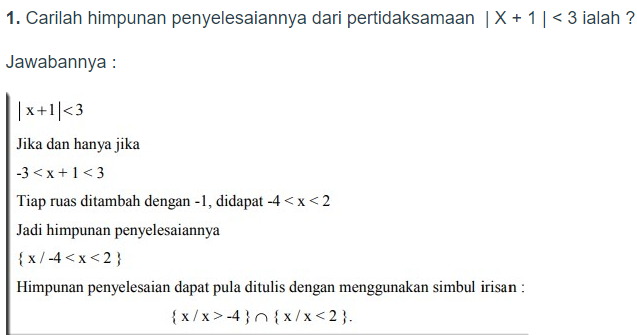 1. Carilah himpunan penyelesaiannya dari pertidaksamaan | X + 1 | < 3 ialah ?
Jawabannya :
| x+1|<3
Jika dan hanya jika
-3 < x + 1 < 3
Tiap ruas ditambah dengan -1, didapat -4 < x < 2
Jadi himpunan penyelesaiannya
{ x / -4 < x < 2 }
Himpunan penyelesaian dapat pula ditulis dengan menggunakan simbul irisan :
{ x / x > -4 } ∩ { x / x < 2 }.